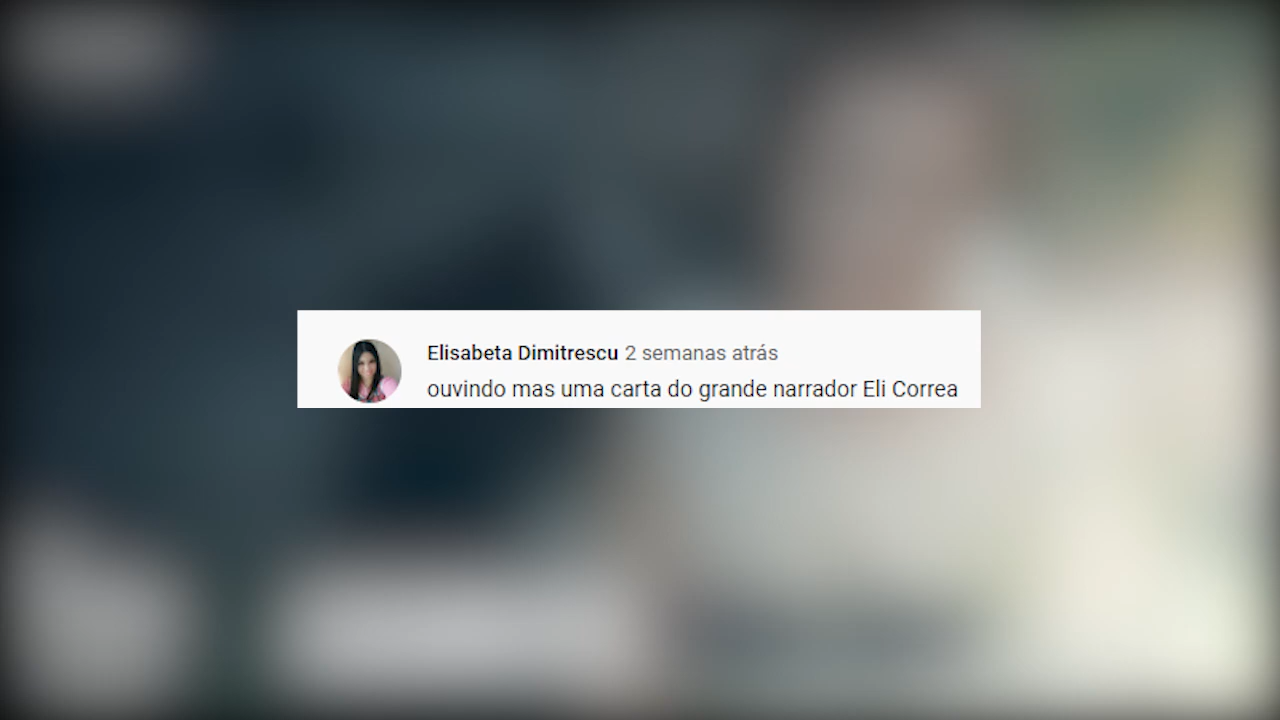 Elisabeta Dimitrescu 2 semanas atrás
ouvindo mas uma carta do grande narrador Eli Correa